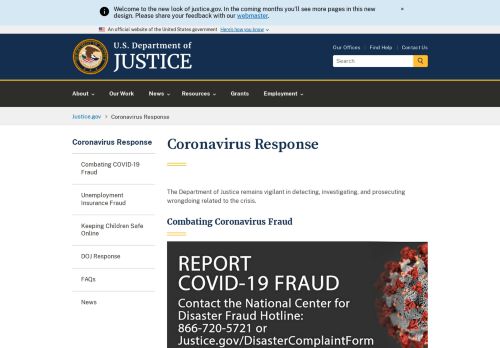 Welcome to the new look of justice.gov. In the coming months you'll see more pages in this new
design. Please share your feedback with our webmaster.
×
An official website of the United States government Here's how you know
U.S. Department of
JUSTICE
Our Offices | Find Help | Contact Us
Search
About
Our Work
News
Resources
Grants
Employment
Justice.gov > Coronavirus Response
Coronavirus Response
Combating COVID-19
Fraud
Unemployment
Insurance Fraud
Keeping Children Safe
Online
DOJ Response
FAQs
News
Coronavirus Response
The Department of Justice remains vigilant in detecting, investigating, and prosecuting
wrongdoing related to the crisis.
Combating Coronavirus Fraud
REPORT
COVID-19 FRAUD
Contact the National Center for
Disaster Fraud Hotline:
866-720-5721 or
Justice.gov/DisasterComplaintForm